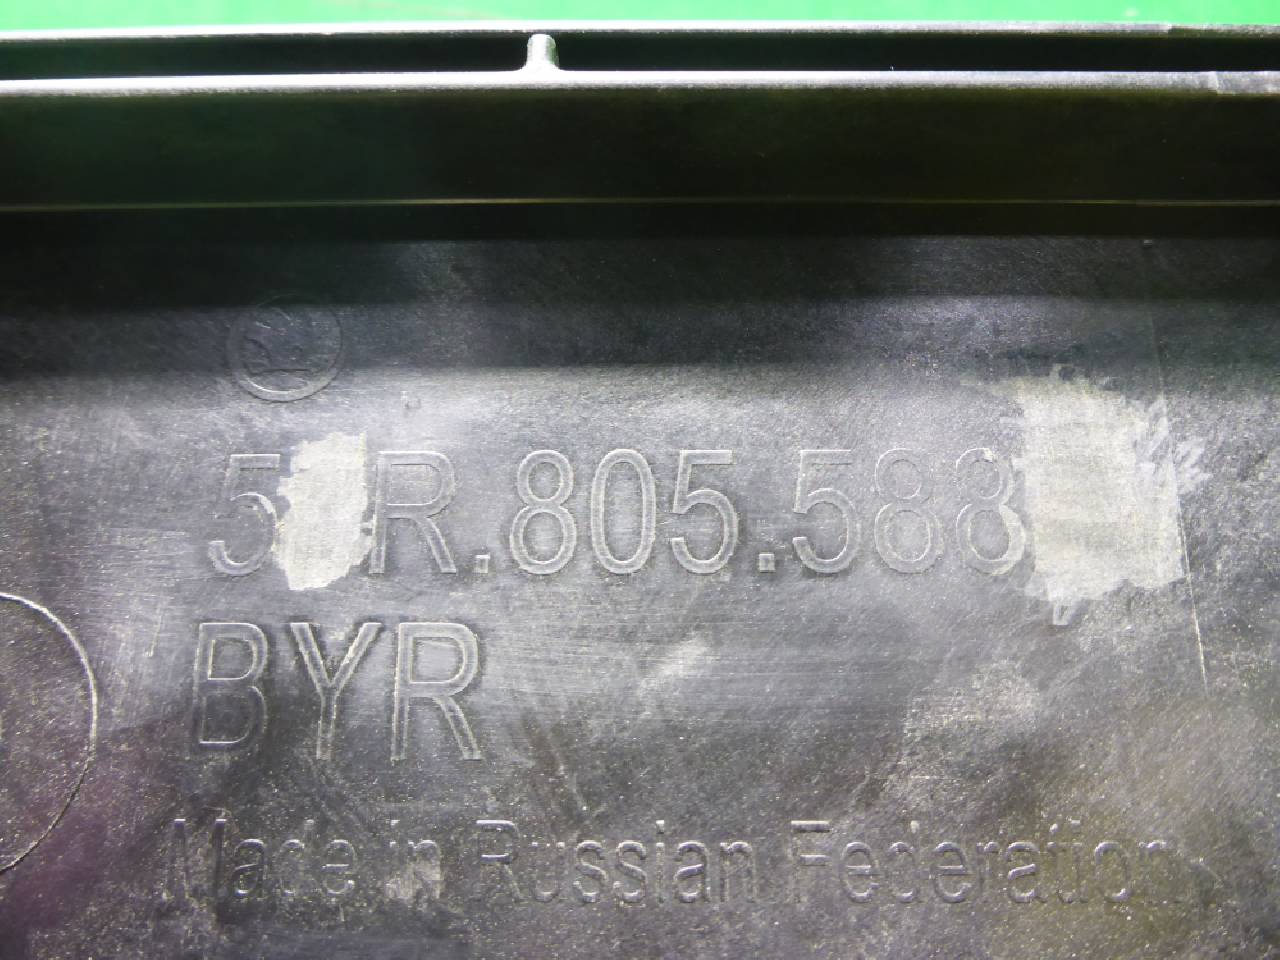 5 R.805.588
BYR
Made in Russian Federation